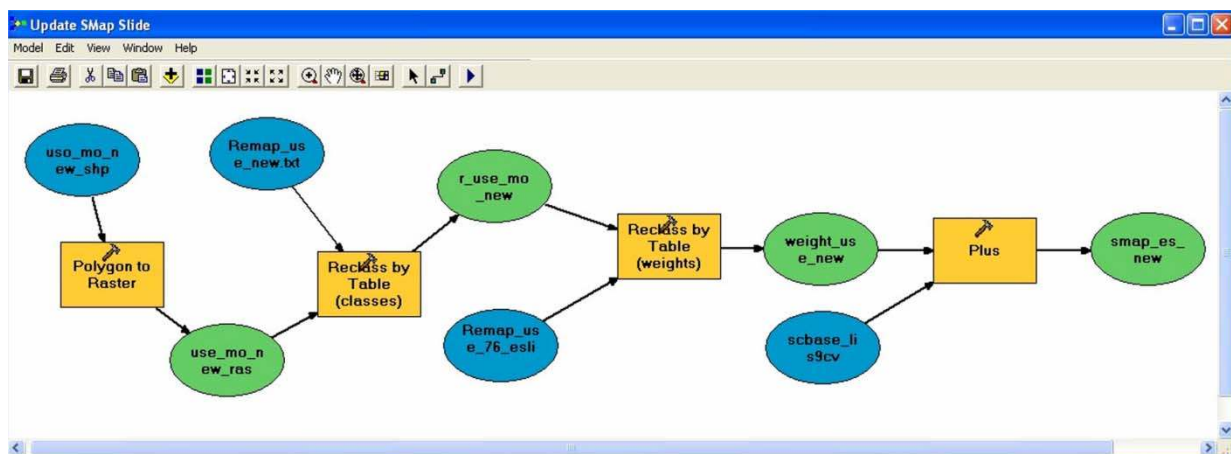 Update SMap Slide
Model Edit View Window Help
uso_mo_n
ew_shp
Remap_us
e_new.txt
r_use_mo
_new
Polygon to
Raster
Reclass by
Table
(classes)
Reclass by
Table
(weights)
weight_us
e_new
Plus
smap_es_
new
use_mo_n
ew_ras
Remap_us
e_76_esli
scbase_li
s9cv